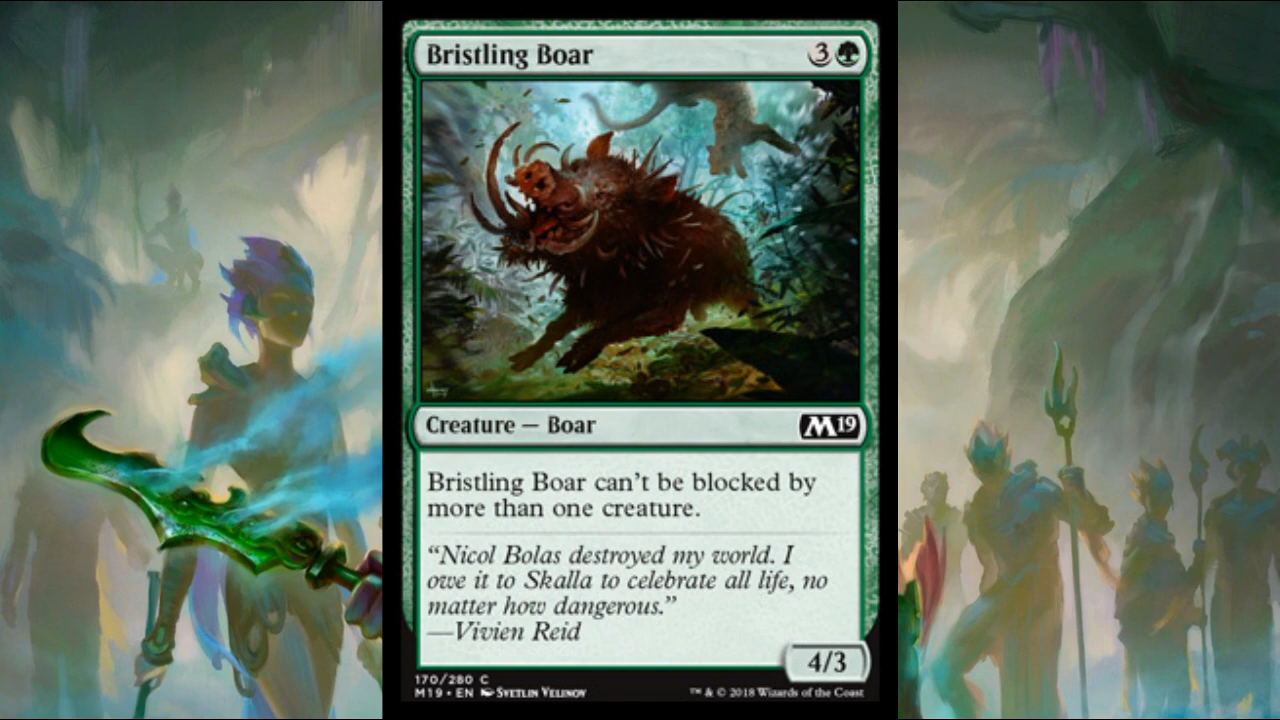 Bristling Boar 3
Creature — Boar M19
Bristling Boar can't be blocked by
more than one creature.
“Nicol Bolas destroyed my world. I
owe it to Skalla to celebrate all life, no
matter how dangerous.”
—Vivien Reid
4/3
170/280 C
M19 • EN Svetlin Velinov ™ & © 2018 Wizards of the Coast